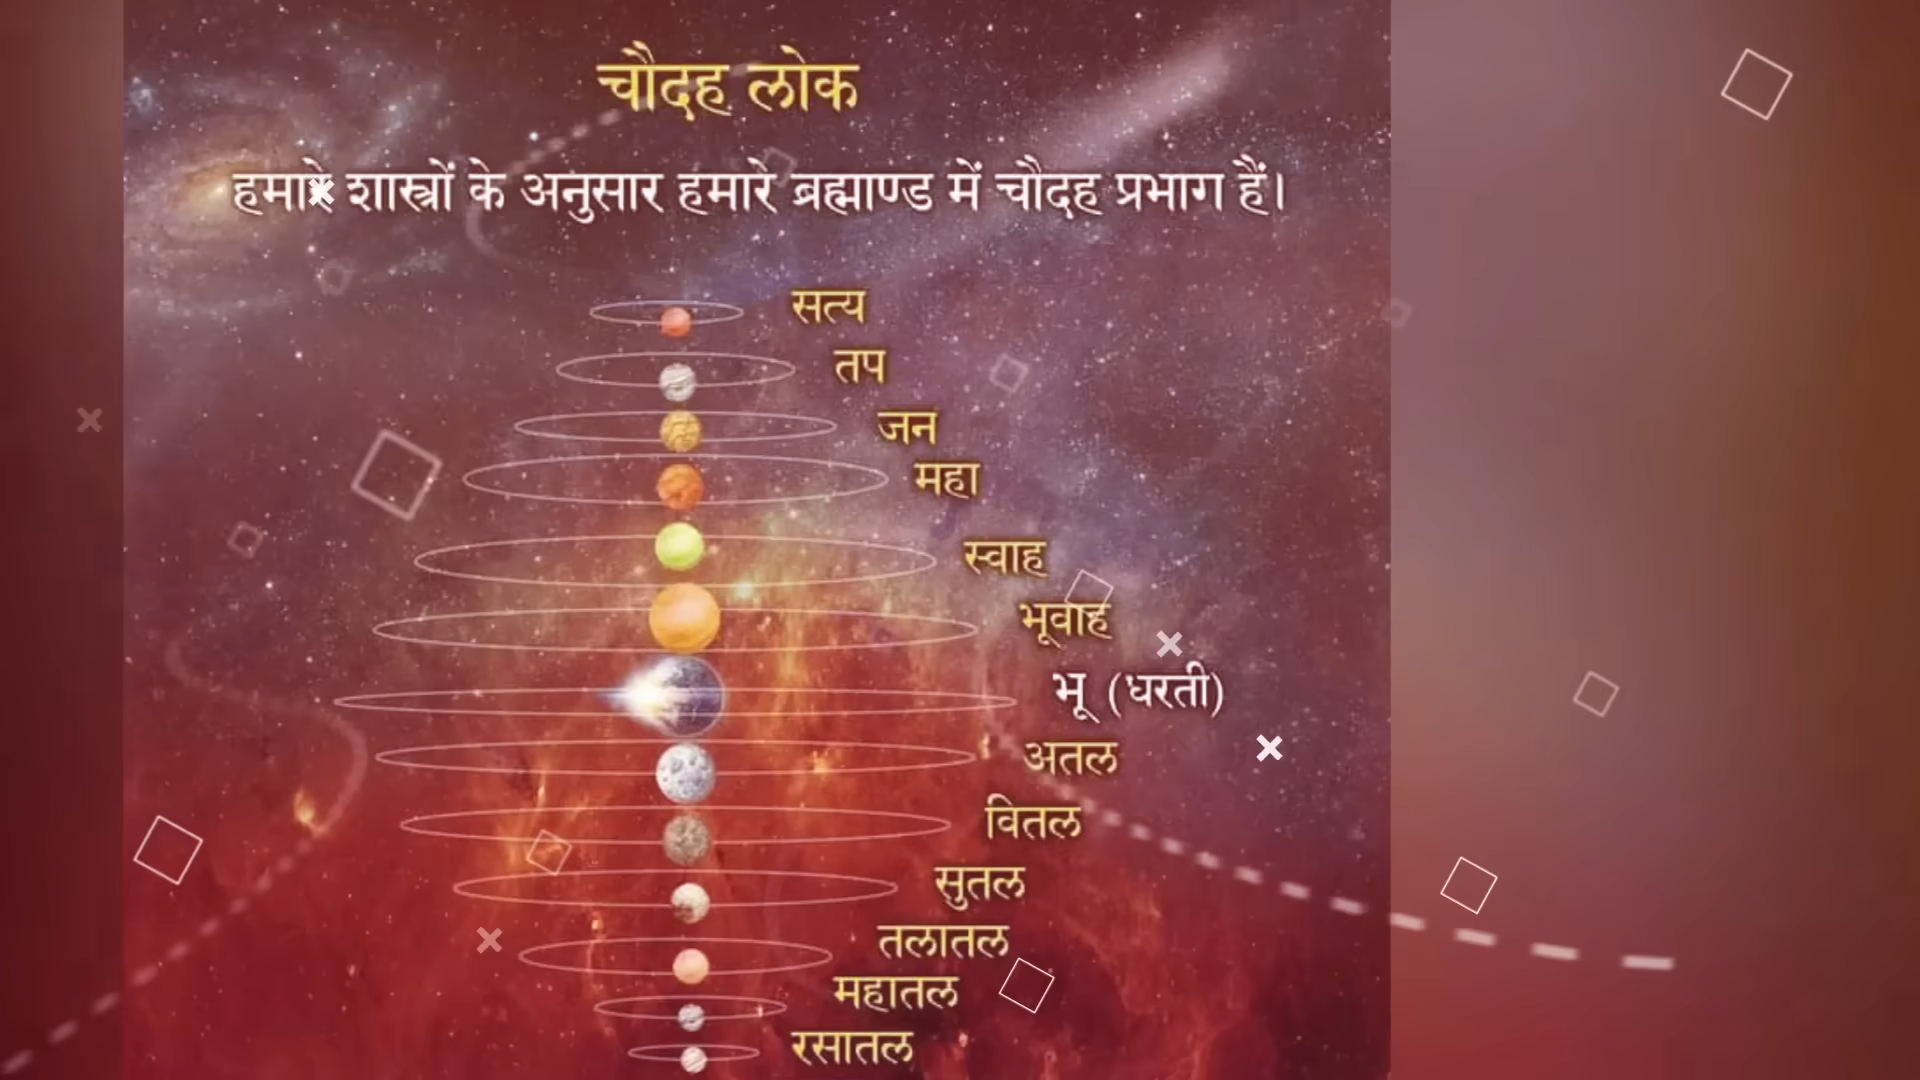 चौदह लोक
हमारे शास्त्रों के अनुसार हमारे ब्रह्माण्ड में चौदह प्रभाग हैं।
सत्य
तप
जन
महा
स्वाह
भूवाह
भू (धरती)
अतल
वितल
सुतल
तलातल
महातल
रसातल